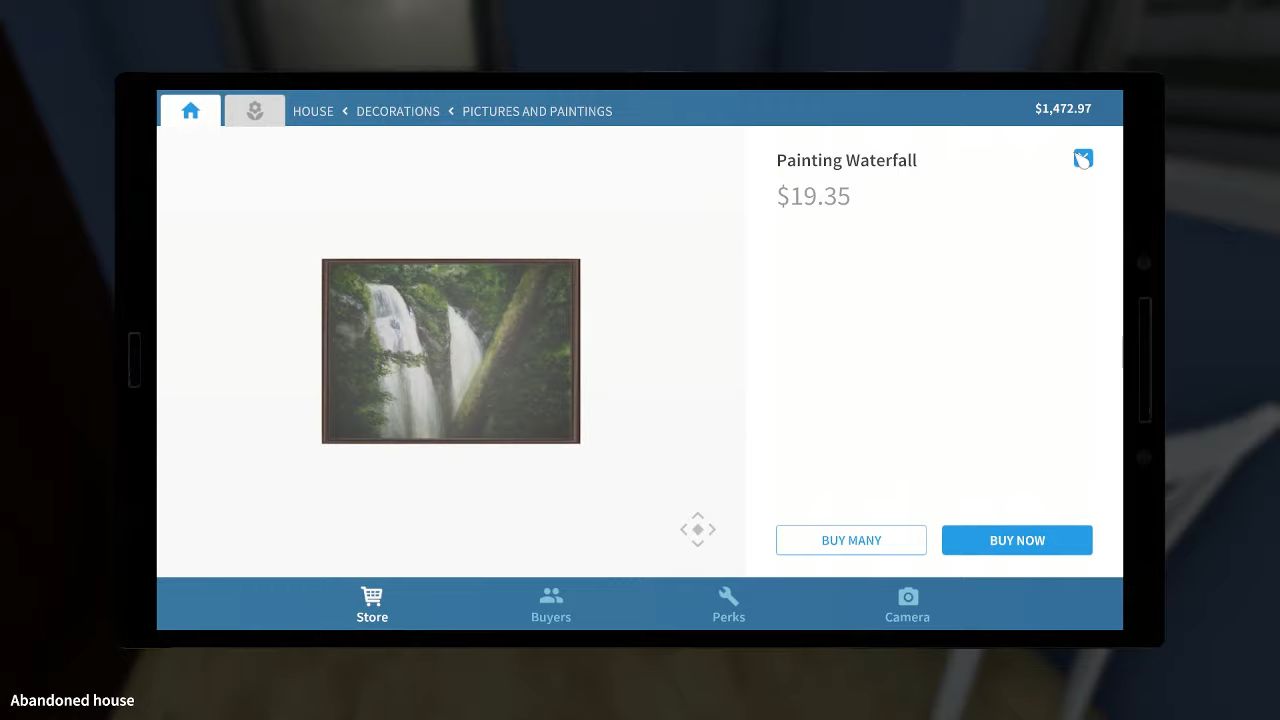 HOUSE < DECORATIONS < PICTURES AND PAINTINGS
$1,472.97
Painting Waterfall
$19.35
BUY MANY
BUY NOW
Store
Buyers
Perks
Camera
Abandoned house